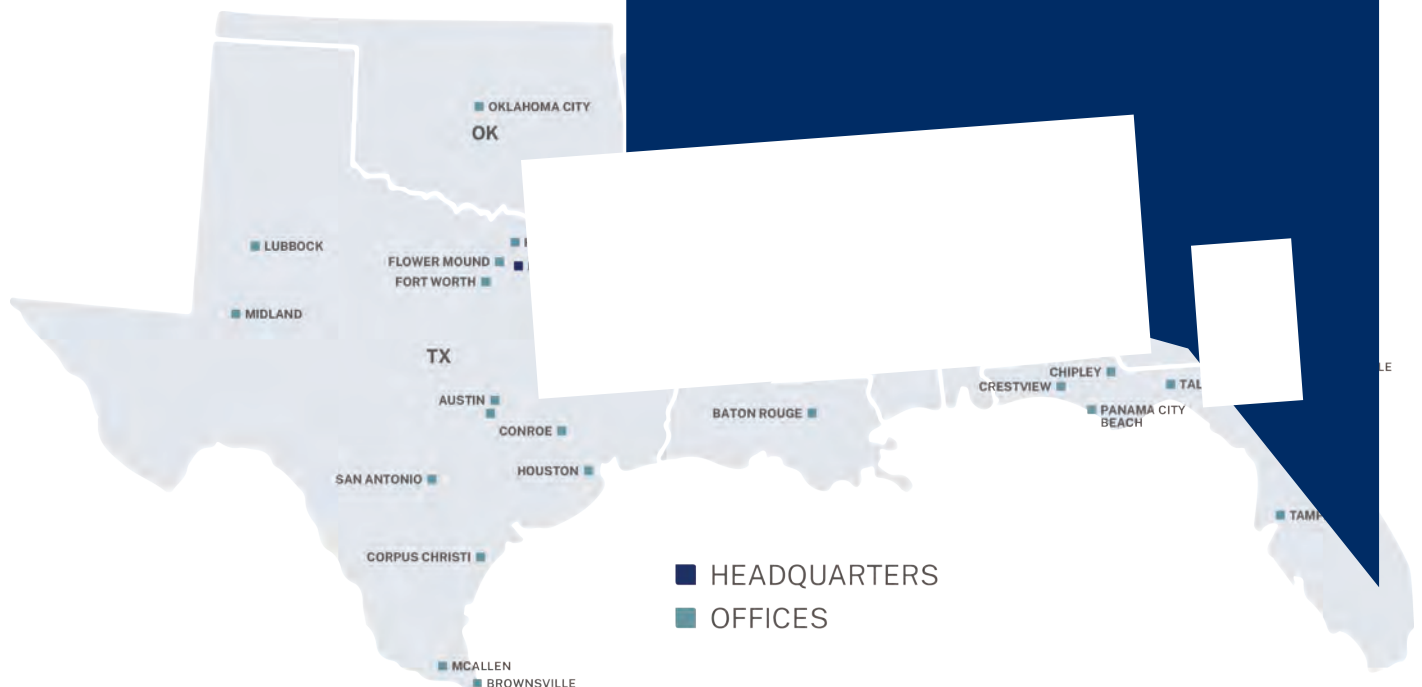 OKLAHOMA CITY
OK
LUBBOCK
FLOWER MOUND
FORT WORTH
MIDLAND
TX
CHIPLEY
CRESTVIEW
AUSTIN
BATON ROUGE
PANAMA CITY
BEACH
CONROE
HOUSTON
SAN ANTONIO
CORPUS CHRISTI
HEADQUARTERS
OFFICES
MCALLEN
BROWNSVILLE